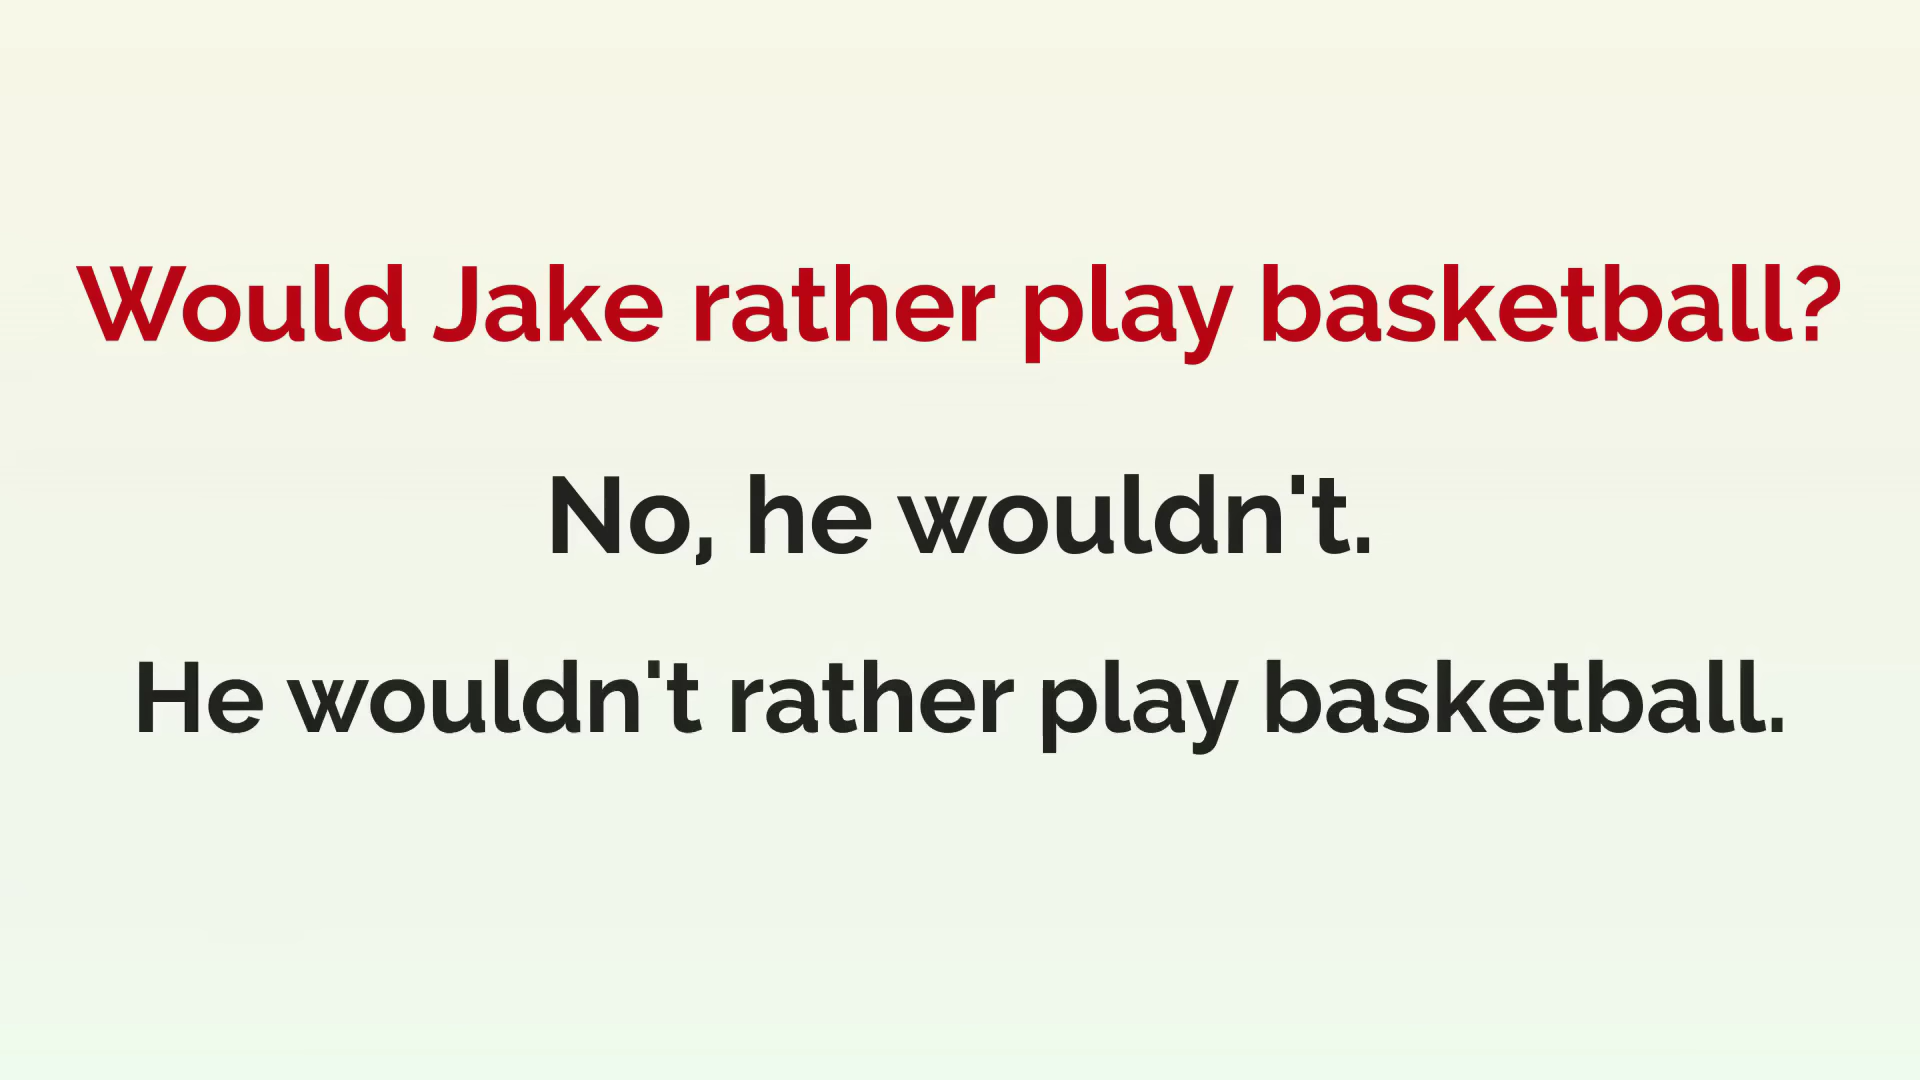 Would Jake rather play basketball?
No, he wouldn't.
He wouldn't rather play basketball.